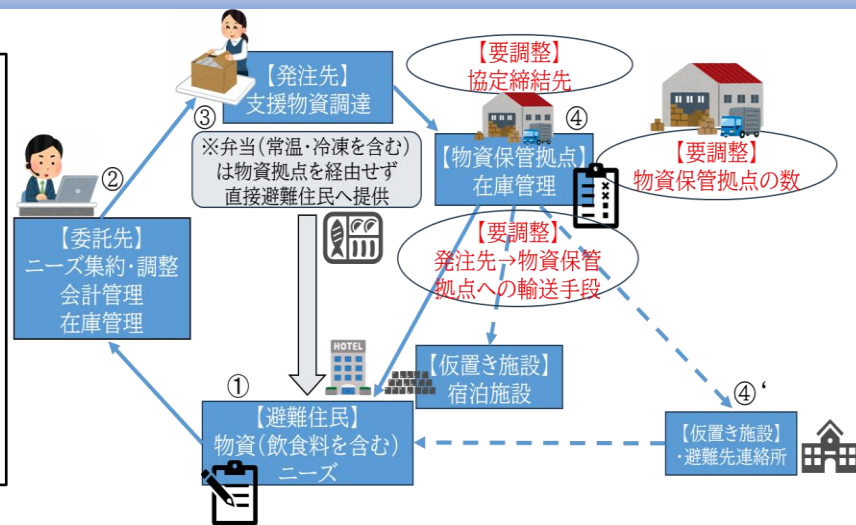 【発注先】
支援物資調達
③
【要調整】
協定締結先
④
【要調整】
物資保管拠点の数
②
※弁当(常温・冷凍を含む)
は物資拠点を経由せず
直接避難住民へ提供
【物資保管拠点】
在庫管理
【委託先】
ニーズ集約・調整
会計管理
在庫管理
【要調整】
発注先→物資保管
拠点への輸送手段
HOTEL
【仮置き施設】
宿泊施設
①
【避難住民】
物資(飲食料を含む)
ニーズ
④‘
【仮置き施設】
・避難先連絡所